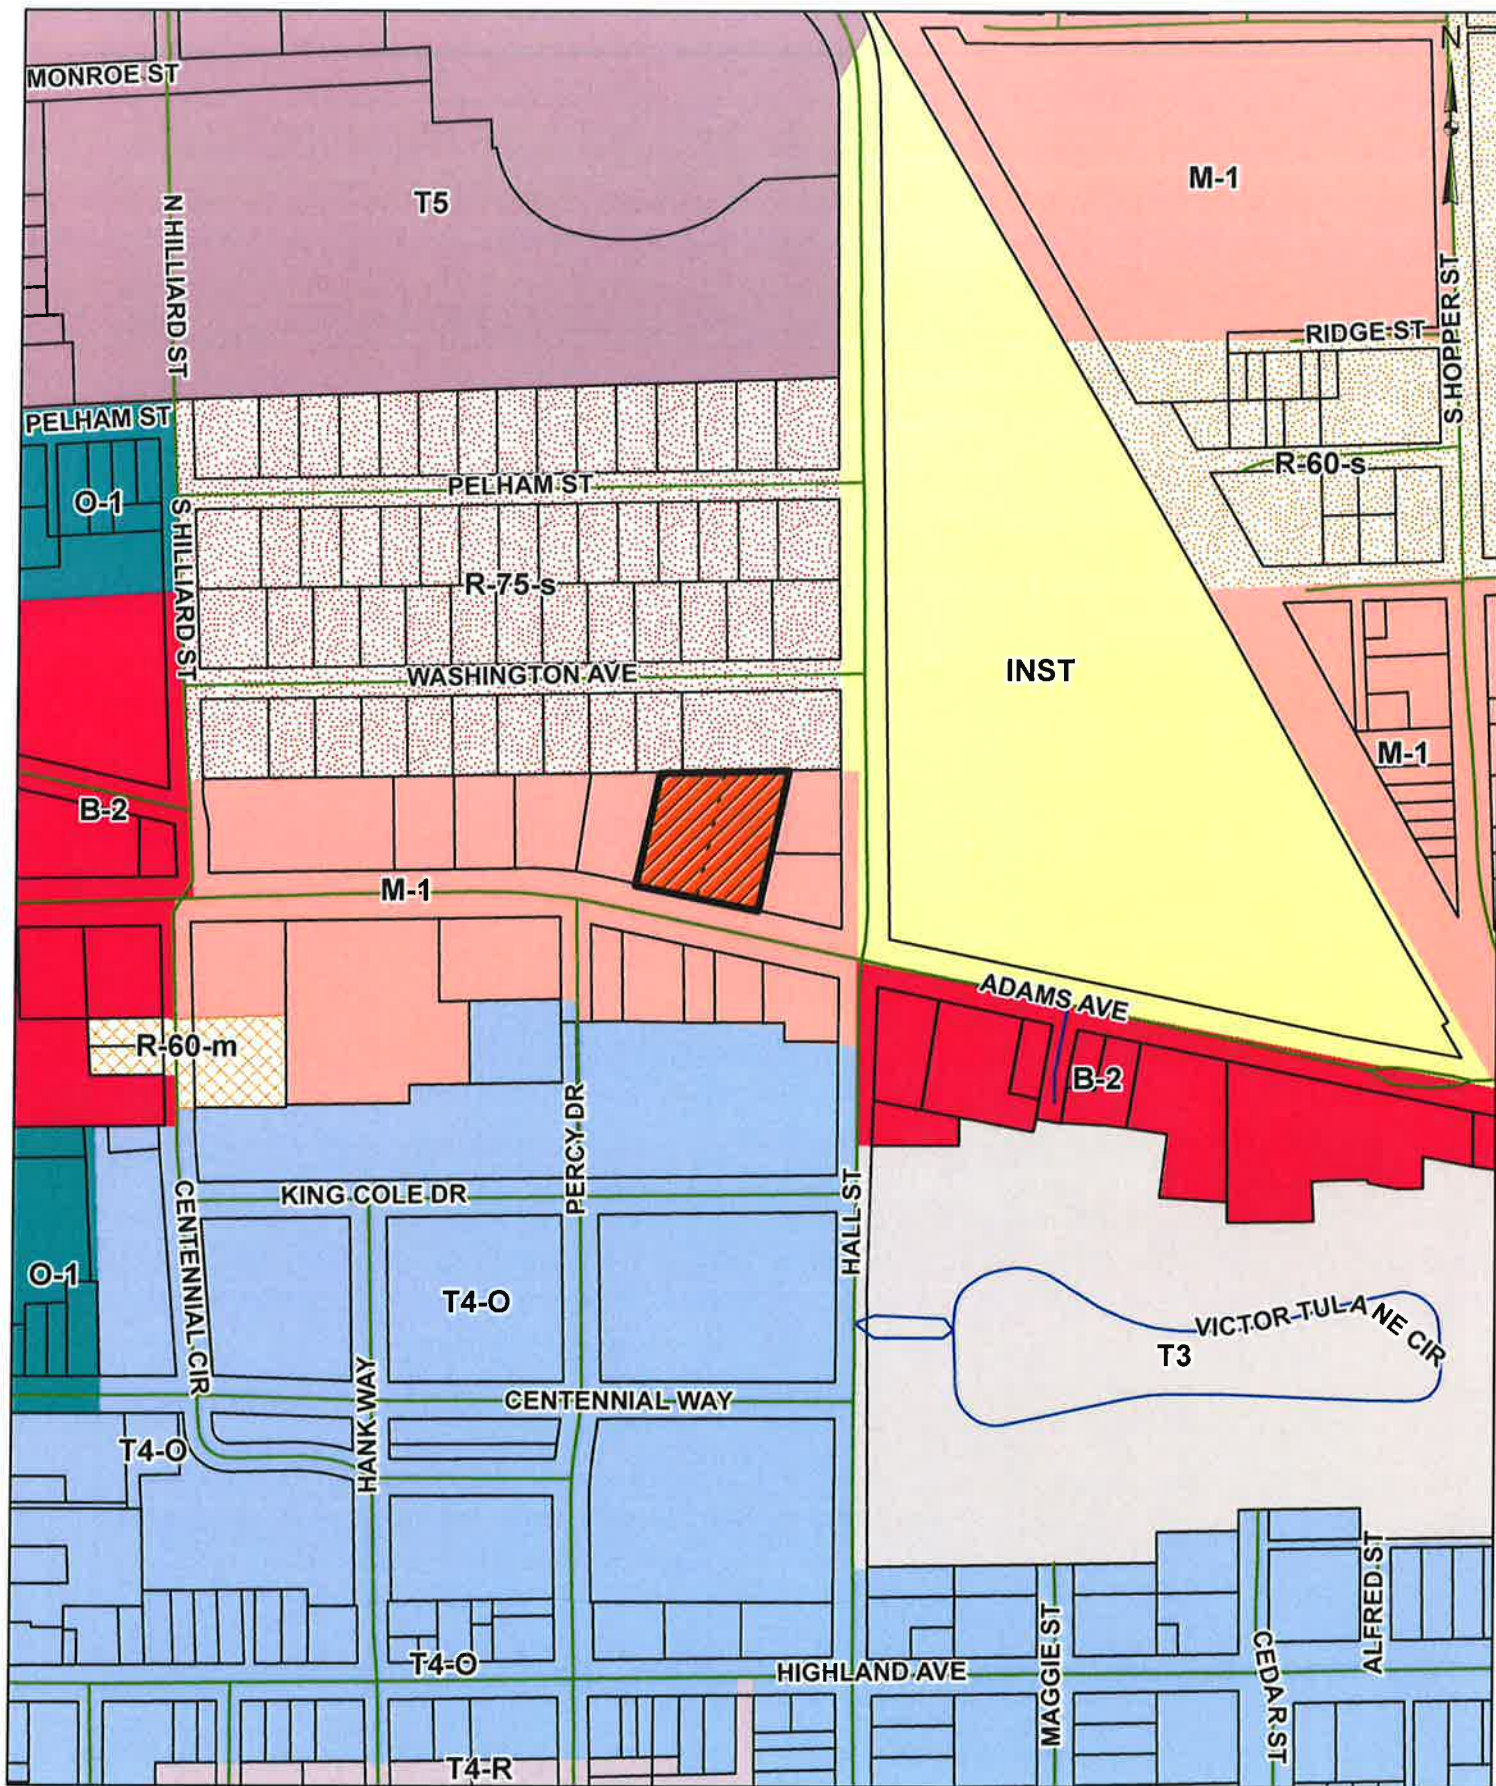 N
MONROE ST
T5
M-1
N HILLIARD ST
S HOPPER ST
RIDGE ST
PELHAM ST
O-1
PELHAM ST
R-60-s
S HILLIARD ST
R-75-s
WASHINGTON AVE
INST
M-1
B-2
M-1
ADAMS AVE
R-60-m
B-2
PERCY DR
KING COLE DR
HALL ST
CENTENNIAL CIR
O-1
T4-O
VICTOR TULANE CIR
T3
HANK WAY
CENTENNIAL WAY
T4-O
T4-O
HIGHLAND AVE
MAGGIE ST
CEDAR ST
ALFRED ST
T4-R